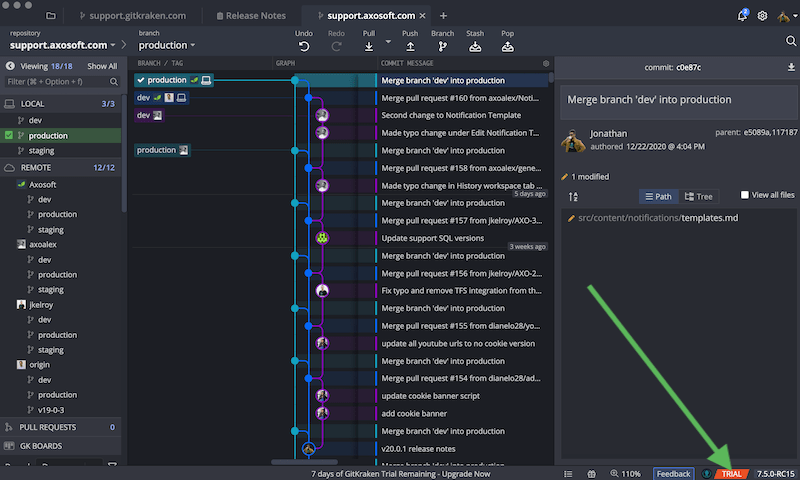 support.gitkraken.com
Release Notes
support.axosoft.com
repository
support.axosoft.com
branch
production
Undo
Redo
Pull
Push
Branch
Stash
Pop
Viewing 18/18
Show All
Filter (⌘ + Option + f)
LOCAL 3/3
dev
production
staging
REMOTE 12/12
Axosoft
dev
production
staging
axoalex
dev
production
staging
jkelroy
dev
production
staging
origin
dev
production
v19-0-3
PULL REQUESTS 0
GK BOARDS
BRANCH / TAG
GRAPH
COMMIT MESSAGE
production
Merge branch 'dev' into production
dev
Merge pull request #160 from axoalex/Noti...
dev
Second change to Notification Template
Made typo change under Edit Notification T...
production
Merge branch 'dev' into production
Merge pull request #158 from axoalex/gene...
Made typo change in History workspace tab ...
5 days ago
Merge branch 'dev' into production
Merge pull request #157 from jkelroy/AXO-3...
Update support SQL versions
3 weeks ago
Merge branch 'dev' into production
Merge pull request #156 from jkelroy/AXO-2...
Fix typo and remove TFS integration from th...
Merge branch 'dev' into production
Merge pull request #155 from dianelo28/yo...
update all youtube urls to no cookie version
Merge branch 'dev' into production
Merge pull request #154 from dianelo28/ad...
update cookie banner script
add cookie banner
Merge branch 'dev' into production
v20.0.1 release notes
commit: c0e87c
Merge branch 'dev' into production
Jonathan
authored 12/22/2020 @ 4:04 PM
parent: e5089a,117187
1 modified
Path
Tree
View all files
src/content/notifications/templates.md
7 days of GitKraken Trial Remaining - Upgrade Now
110%
Feedback
TRIAL
7.5.0-RC15